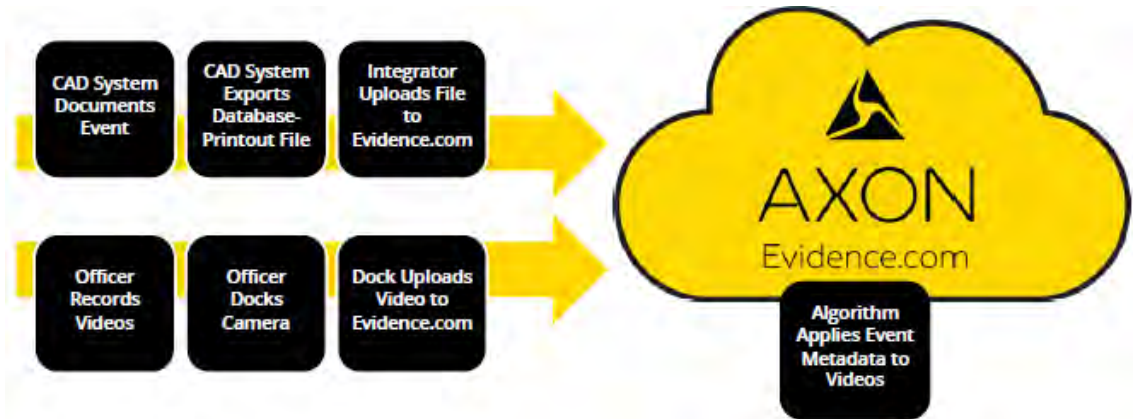 CAD System
Documents
Event
CAD System
Exports
Database-
Printout File
Integrator
Uploads File
to
Evidence.com
Officer
Records
Videos
Officer
Docks
Camera
Dock Uploads
Video to
Evidence.com
AXON
Evidence.com
Algorithm
Applies Event
Metadata to
Videos